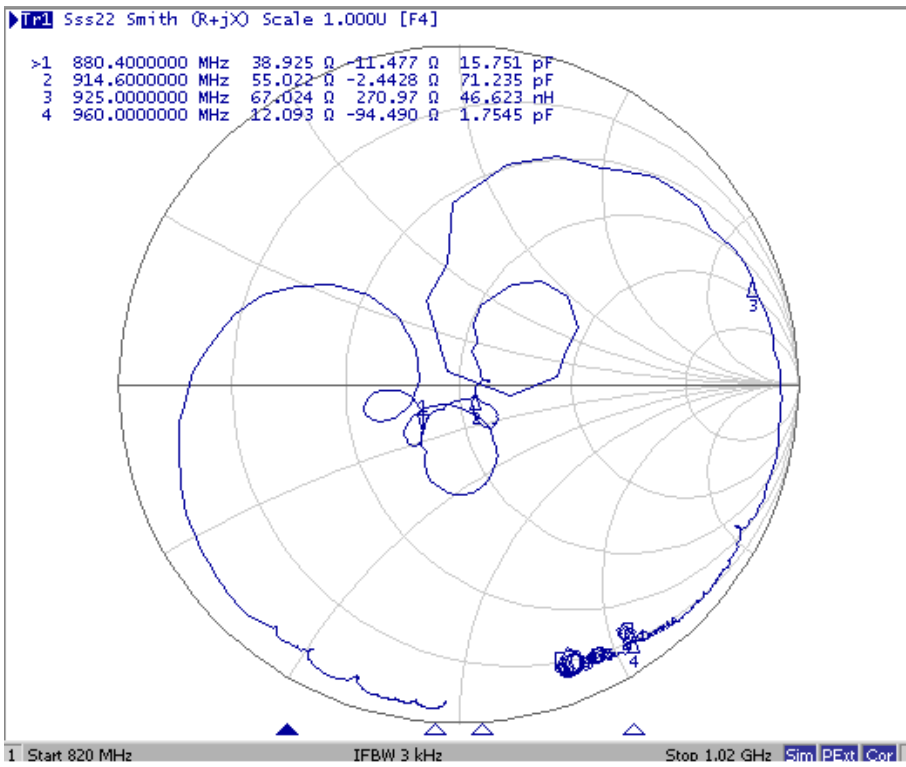 Tr1 Sss22 Smith (R+jX) Scale 1.000U [F4]
>1 880.4000000 MHz 38.925 Ω -11.477 Ω 15.751 pF
2 914.6000000 MHz 55.022 Ω -2.4428 Ω 71.235 pF
3 925.0000000 MHz 67.024 Ω 270.97 Ω 46.623 nH
4 960.0000000 MHz 12.093 Ω -94.490 Ω 1.7545 pF
3
4
1 Start 820 MHz IFBW 3 kHz Stop 1.02 GHz Sim PExt Cor